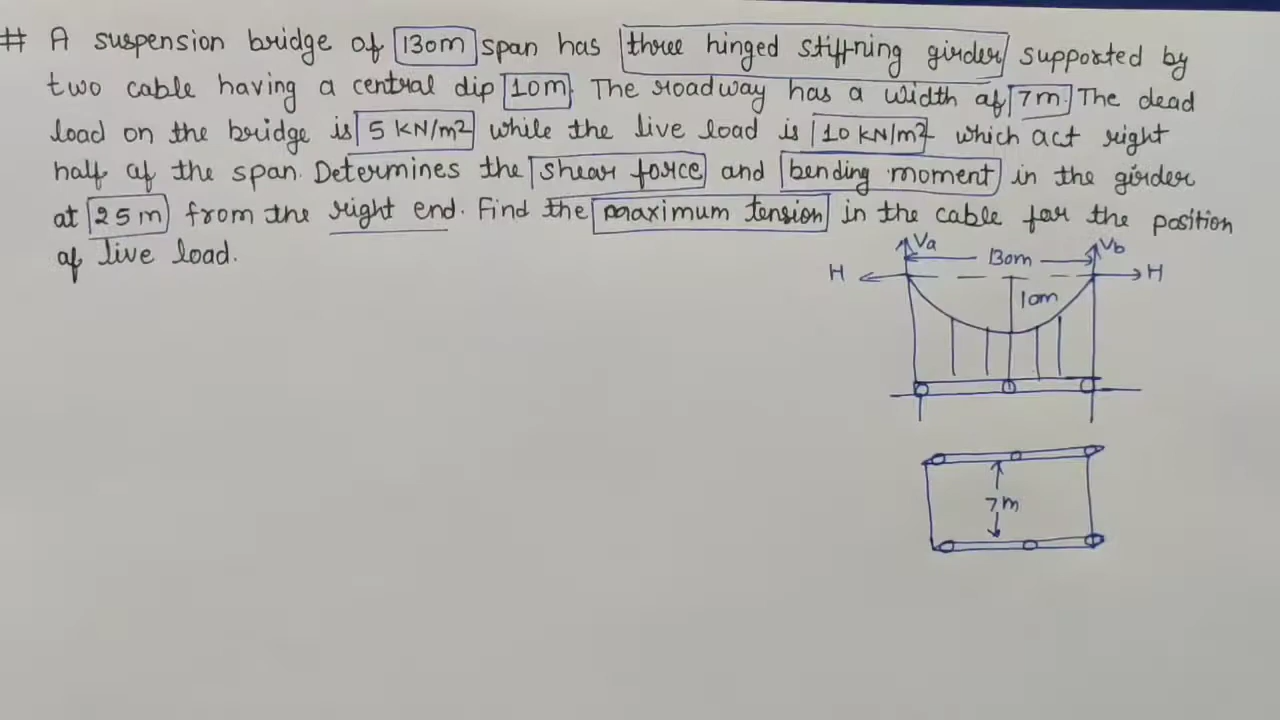 # A suspension bridge of 130m span has three hinged stiffning girder supported by
two cable having a central dip 10m. The roadway has a width of 7m. The dead
load on the bridge is 5 KN/m2 while the live load is 10 KN/m2 which act right
half of the span. Determines the shear force and bending moment in the girder
at 25m from the right end. Find the maximum tension in the cable for the position
of live load.
Va 130m Vb
H H
10m
7m